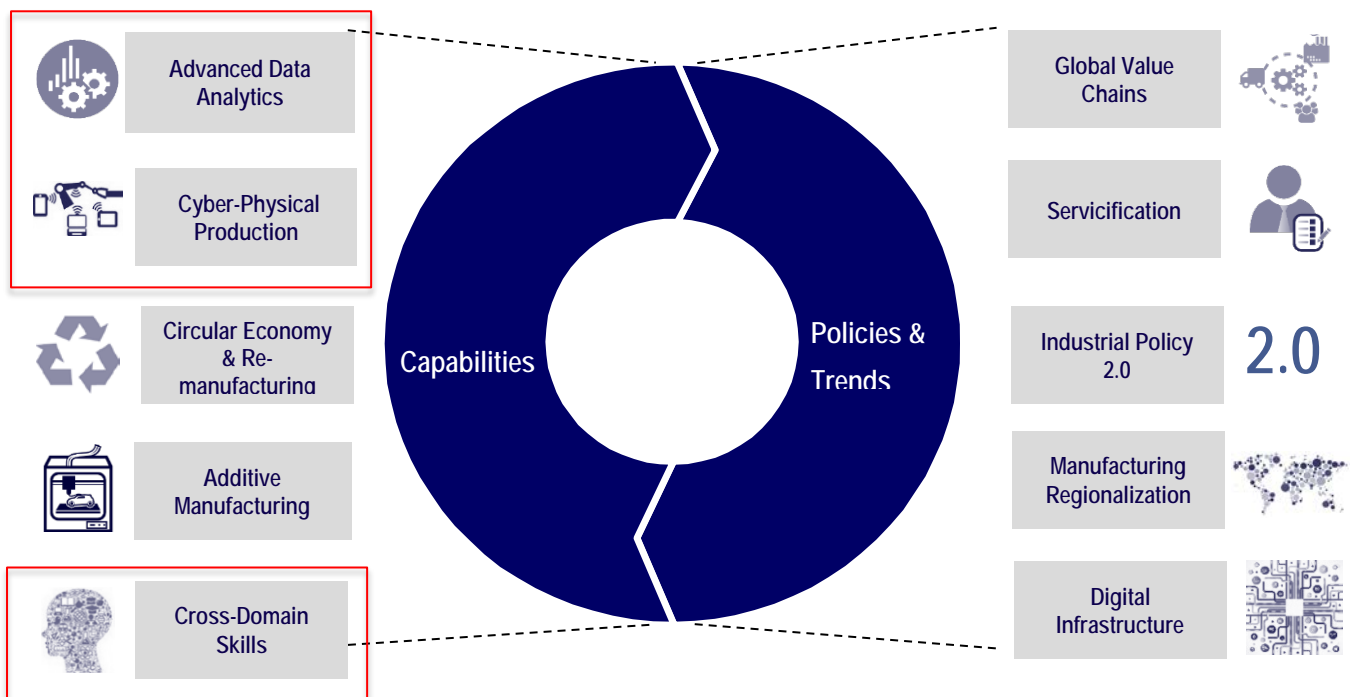 Advanced Data
Analytics
Cyber-Physical
Production
Circular Economy
& Re-
manufacturing
Additive
Manufacturing
Cross-Domain
Skills
Capabilities
Policies &
Trends
Global Value
Chains
Servicification
Industrial Policy
2.0
2.0
Manufacturing
Regionalization
Digital
Infrastructure